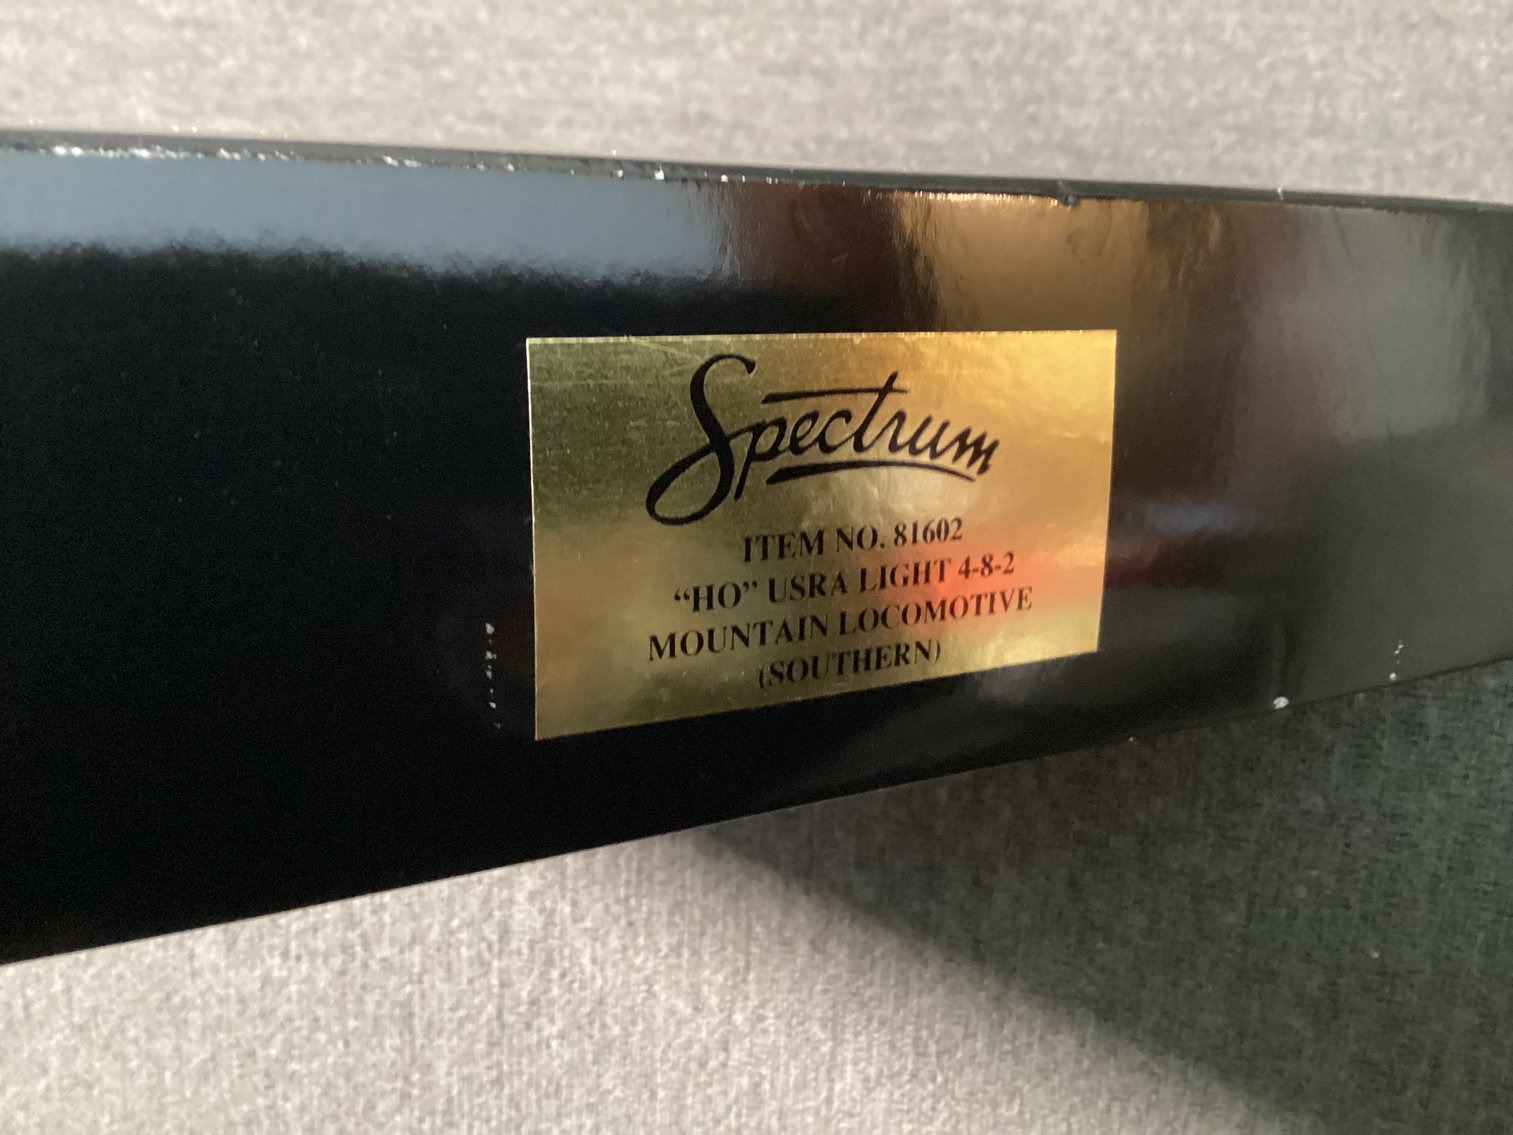 Spectrum
ITEM NO. 81602
“HO” USRA LIGHT 4-8-2
MOUNTAIN LOCOMOTIVE
(SOUTHERN)